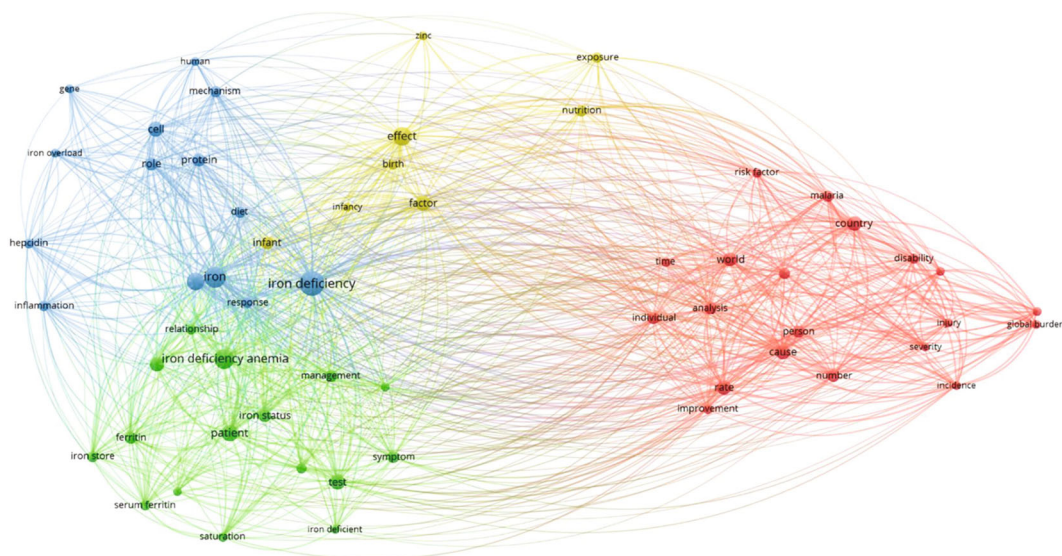 zinc
human
exposure
gene
mechanism
nutrition
cell
effect
iron overload
role
protein
birth
risk factor
malaria
diet
infancy
factor
country
hepcidin
infant
time
world
disability
iron
iron deficiency
inflammation
response
analysis
individual
relationship
person
injury
global burden
iron deficiency anemia
cause
severity
management
number
rate
incidence
iron status
improvement
patient
ferritin
iron store
symptom
test
serum ferritin
iron deficient
saturation